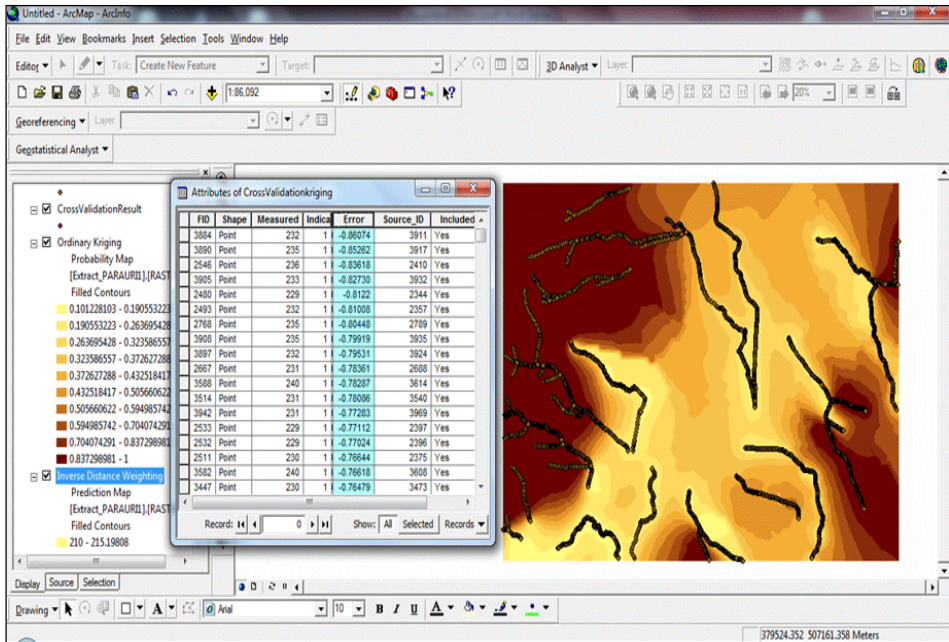 Untitled - ArcMap - ArcInfo
File Edit View Bookmarks Insert Selection Tools Window Help
Editor Task: Create New Feature Target: 3D Analyst Layer:
1:86,092 20%
Georeferencing Layer:
Geostatistical Analyst
CrossValidationResult
Ordinary Kriging
Probability Map
[Extract_PARAURI1].[RAST
Filled Contours
0.101228103 - 0.190553223
0.190553223 - 0.263695428
0.263695428 - 0.323586557
0.323586557 - 0.372627288
0.372627288 - 0.432518417
0.432518417 - 0.505660622
0.505660622 - 0.594985742
0.594985742 - 0.704074291
0.704074291 - 0.837298981
0.837298981 - 1
Inverse Distance Weighting
Prediction Map
[Extract_PARAURI1].[RAST
Filled Contours
210 - 215.19808
Display Source Selection
Attributes of CrossValidationkriging
FID Shape Measured Indica Error Source_ID Included
3884 Point 232 1 -0.86074 3911 Yes
3890 Point 235 1 -0.85262 3917 Yes
2546 Point 236 1 -0.83618 2410 Yes
3905 Point 233 1 -0.82730 3932 Yes
2480 Point 229 1 -0.8122 2344 Yes
2493 Point 232 1 -0.81008 2357 Yes
2768 Point 235 1 -0.80448 2789 Yes
3908 Point 235 1 -0.79919 3935 Yes
3897 Point 232 1 -0.79531 3924 Yes
2667 Point 231 1 -0.78361 2688 Yes
3588 Point 240 1 -0.78287 3614 Yes
3514 Point 231 1 -0.78086 3540 Yes
3942 Point 231 1 -0.77283 3969 Yes
2533 Point 229 1 -0.77112 2397 Yes
2532 Point 229 1 -0.77024 2396 Yes
2511 Point 230 1 -0.76644 2375 Yes
3582 Point 240 1 -0.76618 3608 Yes
3447 Point 230 1 -0.76479 3473 Yes
Record: 0 Show: All Selected Records
Drawing A Arial 10 B I U A
379524.352 507161.358 Meters